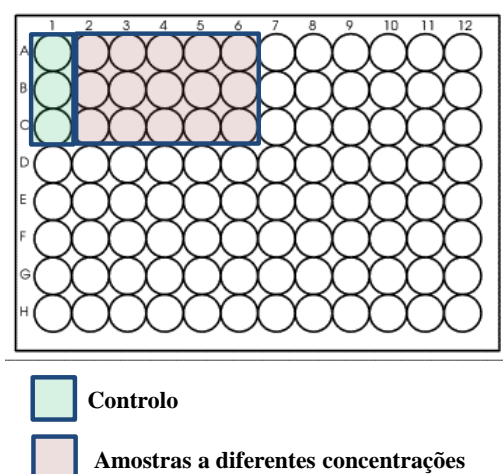 1 2 3 4 5 6 7 8 9 10 11 12
A
B
C
D
E
F
G
H
Controlo
Amostras a diferentes concentrações